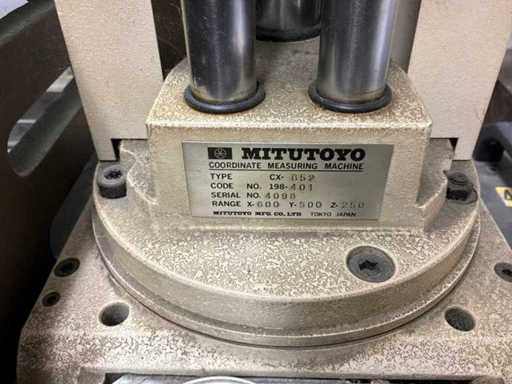 MITUTOYO
COORDINATE MEASURING MACHINE
TYPE CX- 652
CODE NO. 198-401
SERIAL NO. 4098
RANGE X-600 Y-500 Z-250
MITUTOYO MFG. CO., LTD TOKYO JAPAN